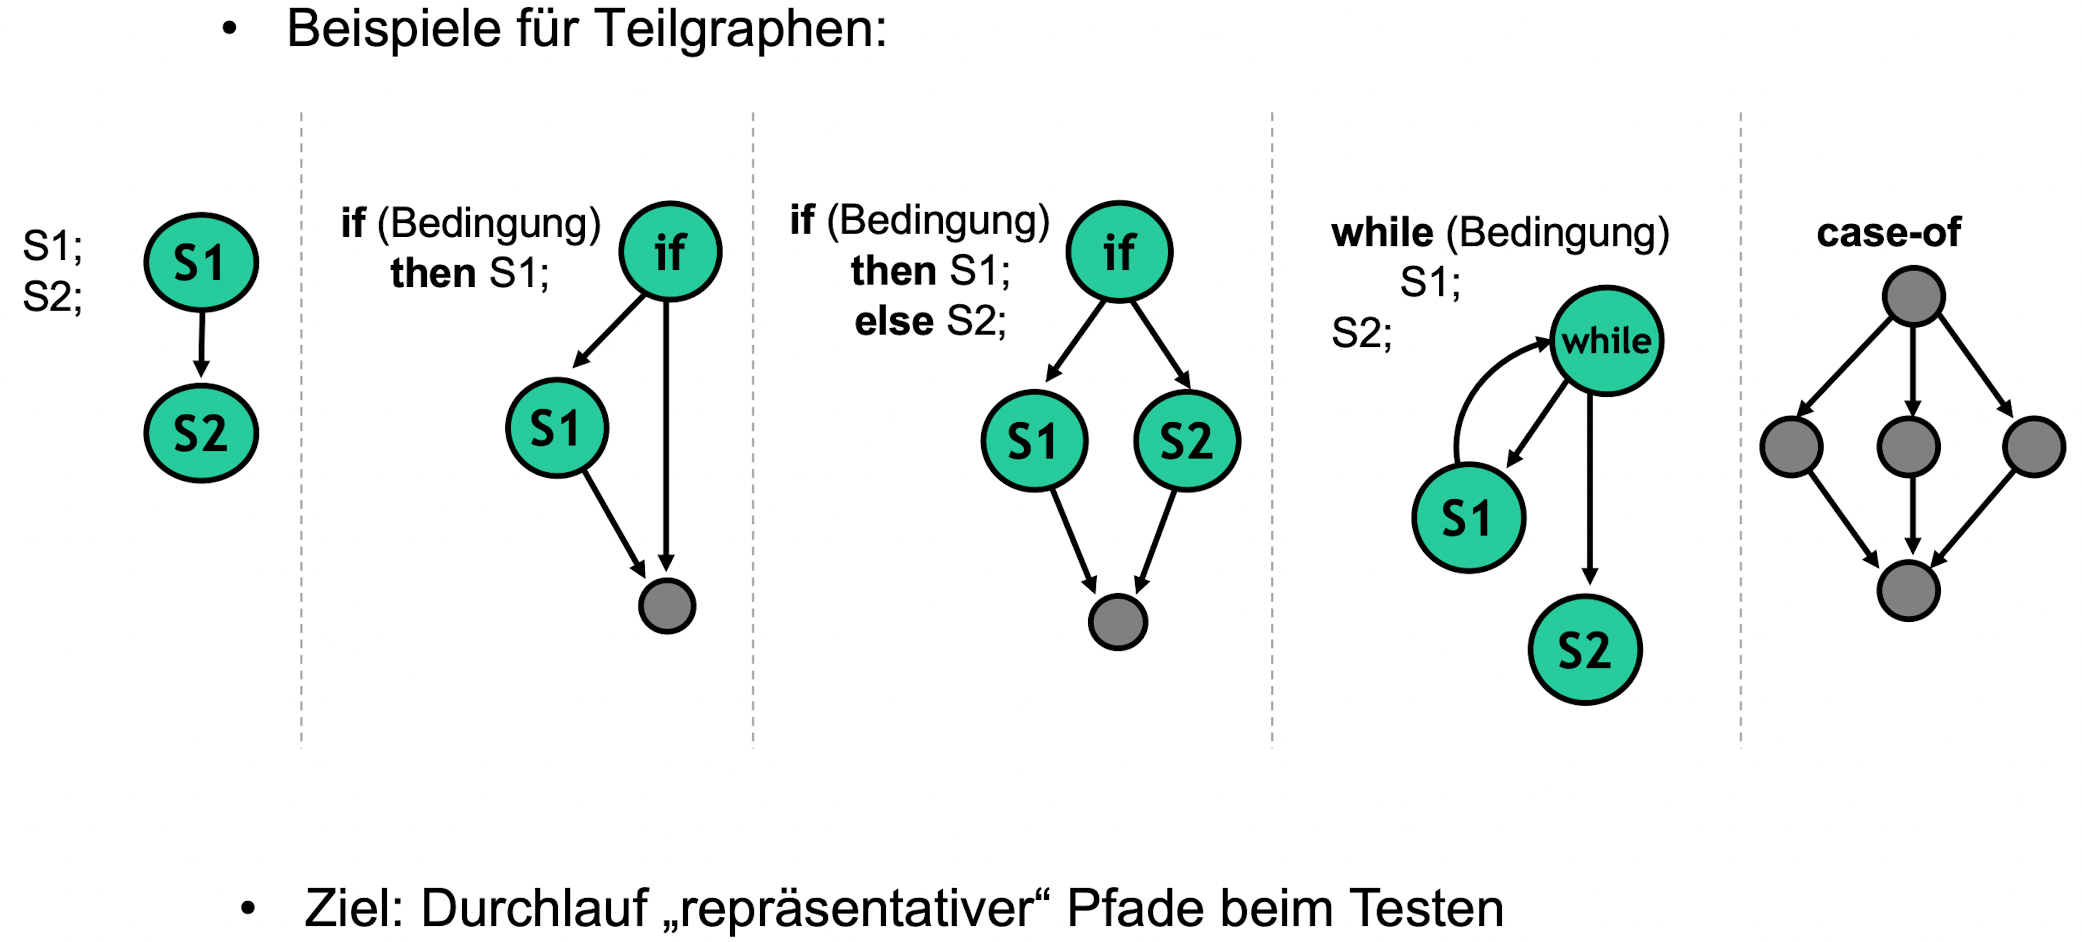 • Beispiele für Teilgraphen:
S1;
S2;
S1
S2
if (Bedingung)
then S1;
if
S1
if (Bedingung)
then S1;
else S2;
if
S1
S2
while (Bedingung)
S1;
S2;
while
S1
S2
case-of
• Ziel: Durchlauf „repräsentativer“ Pfade beim Testen